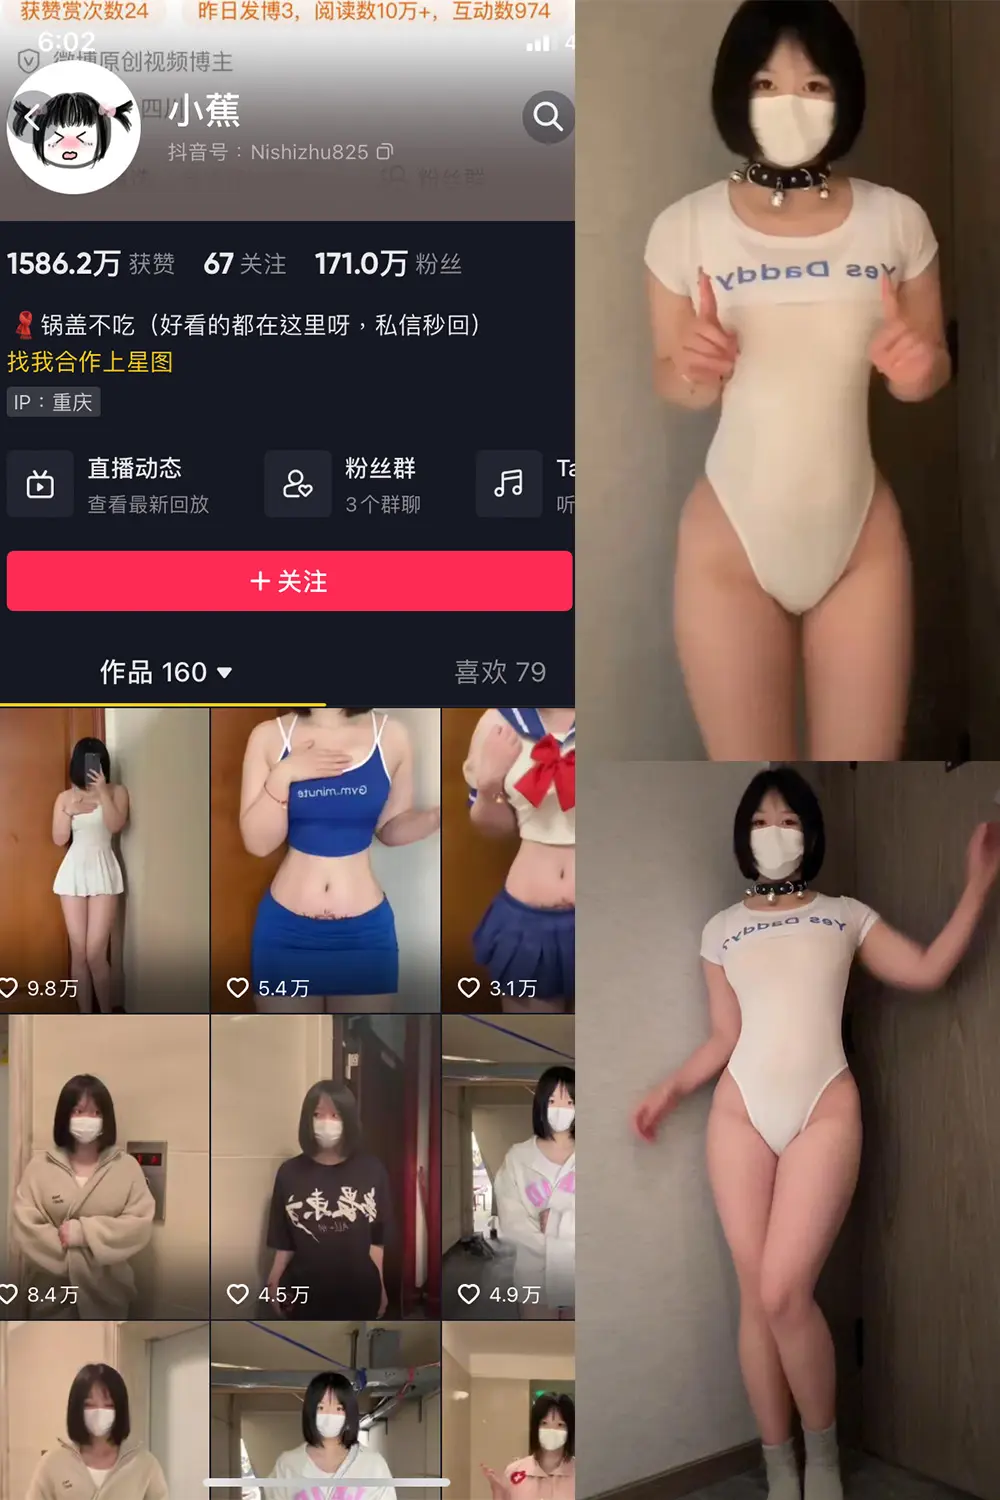 获赞赏次数24 昨日发博3，阅读数10万+，互动数974
6:02
微博原创视频博主
四川
小蕉
抖音号：Nishizhu825
粉丝群
1586.2万 获赞 67 关注 171.0万 粉丝
锅盖不吃（好看的都在这里呀，私信秒回）
找我合作上星图
IP：重庆
直播动态
查看最新回放
粉丝群
3个群聊
听
+ 关注
作品 160
喜欢 79
Gym.minute
9.8万
5.4万
3.1万
8.4万
4.5万
4.9万
Yes Daddy
Yes Daddy?